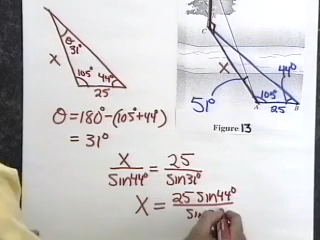 θ
31°
x
105°
44°
25
C
x
44°
51°
105°
A
25
B
Figure 13
θ = 180° - (105° + 44°)
= 31°
x/sin44° = 25/sin31°
x = 25 sin44°/sin